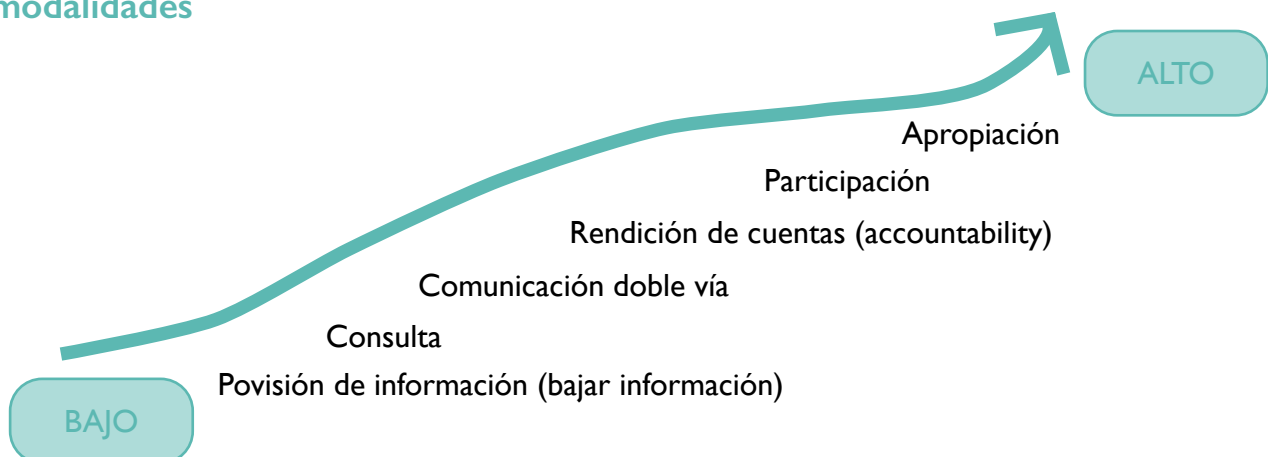 modalidades
ALTO
Apropiación
Participación
Rendición de cuentas (accountability)
Comunicación doble vía
Consulta
Povisión de información (bajar información)
BAJO